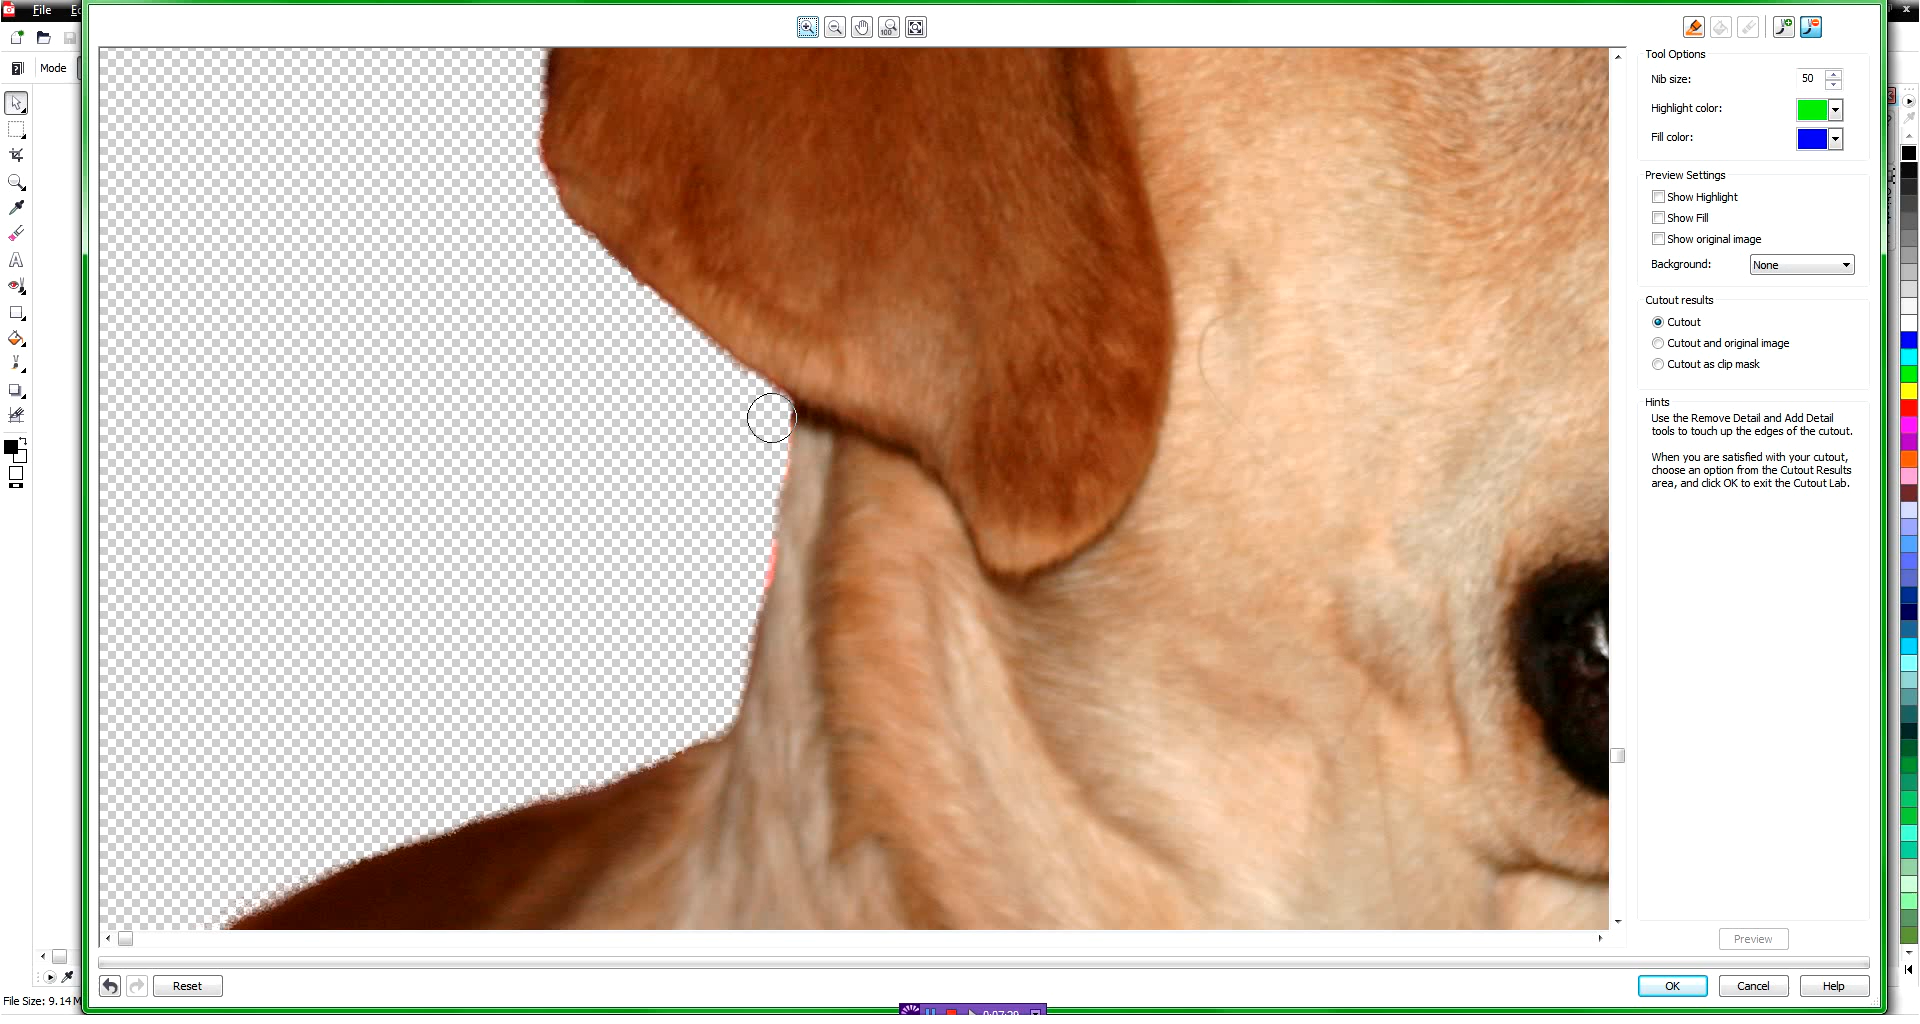 File
Mode
100
Tool Options
Nib size: 50
Highlight color:
Fill color:
Preview Settings
Show Highlight
Show Fill
Show original image
Background: None
Cutout results
Cutout
Cutout and original image
Cutout as clip mask
Hints
Use the Remove Detail and Add Detail
tools to touch up the edges of the cutout.
When you are satisfied with your cutout,
choose an option from the Cutout Results
area, and click OK to exit the Cutout Lab.
Preview
Reset
OK
Cancel
Help
File Size: 9.14 M
0:07:29